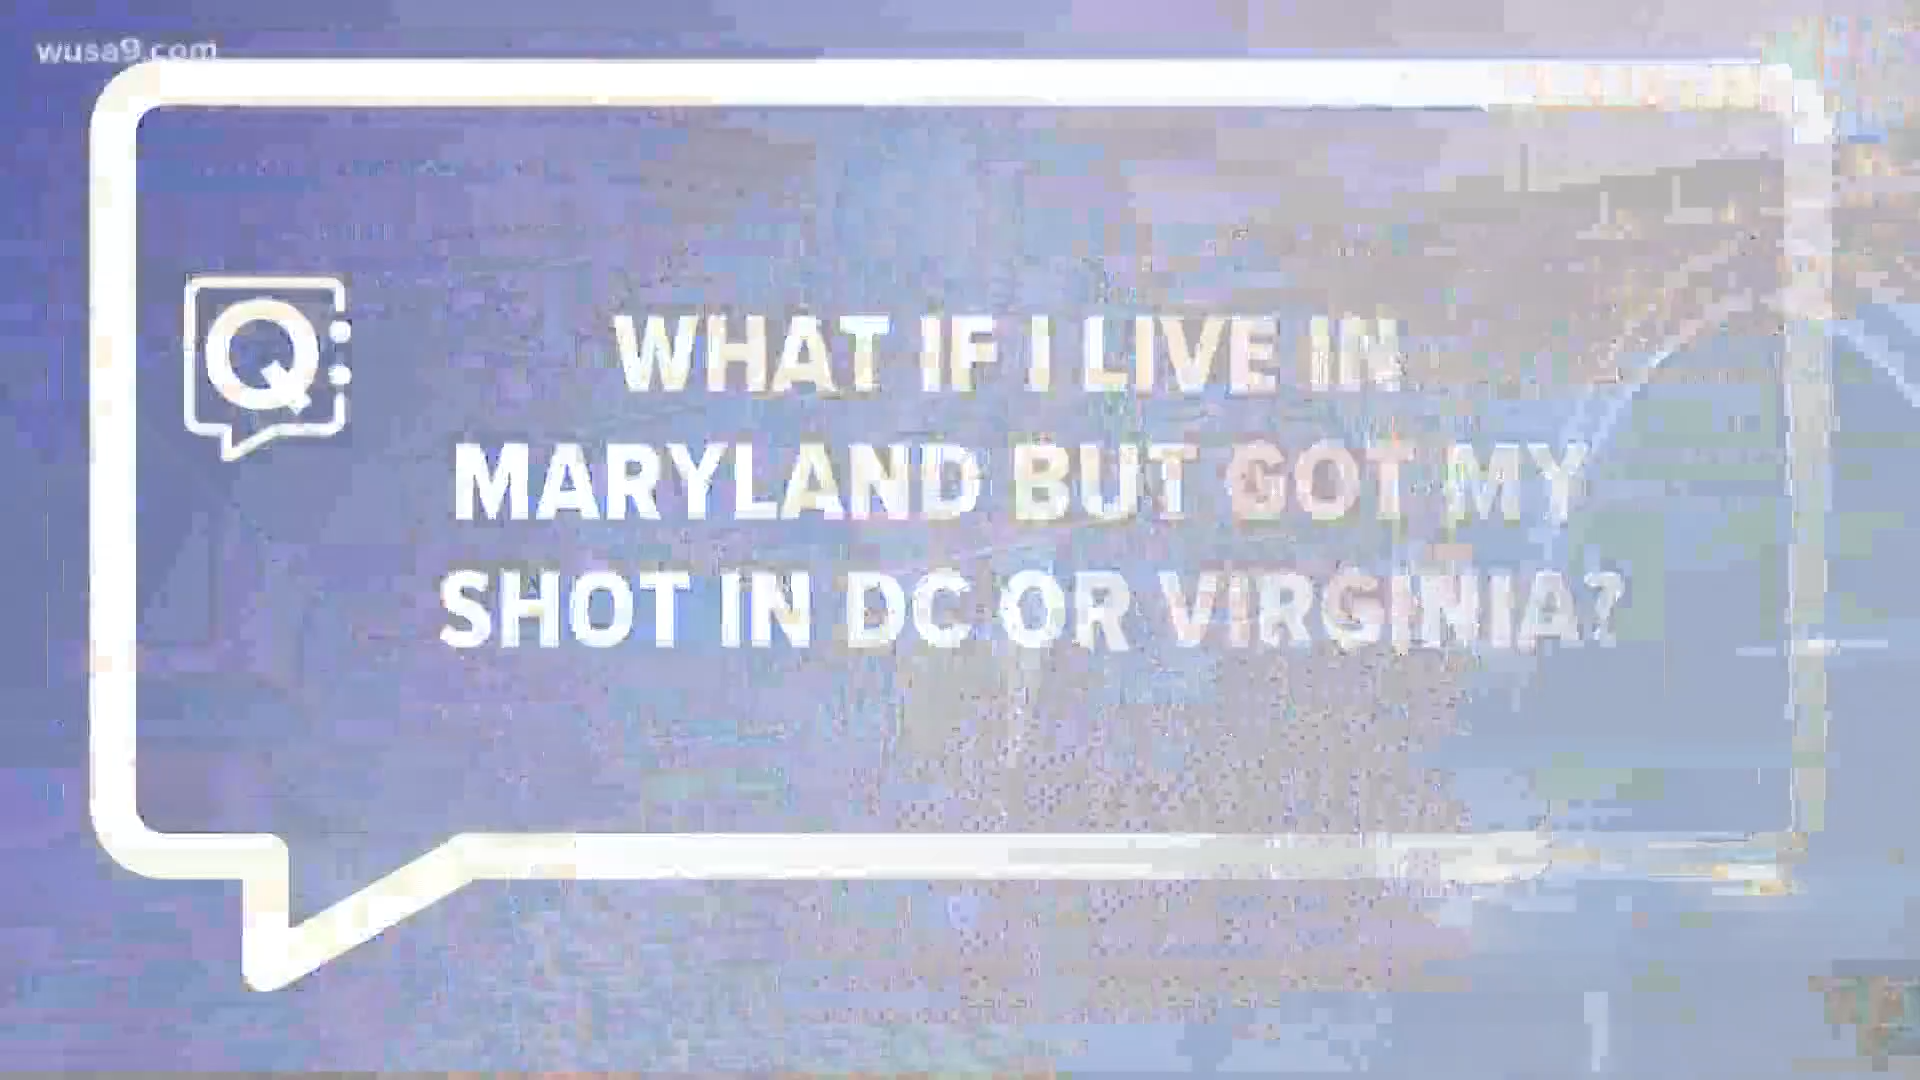 wusa9.com
Q:
WHAT IF I LIVE IN
MARYLAND BUT GOT MY
SHOT IN DC OR VIRGINIA?